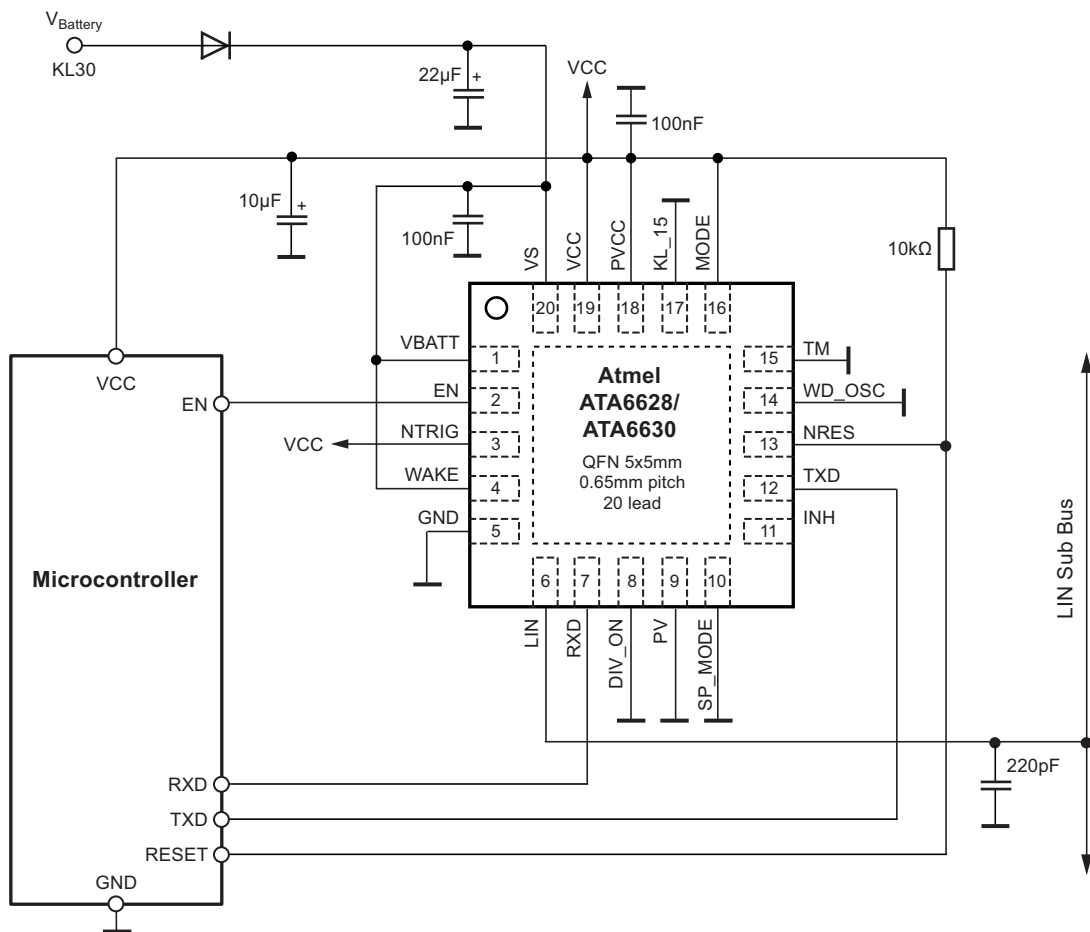 VBattery
KL30
22µF +
VCC
100nF
10µF +
100nF
VS
VCC
PVCC
KL_15
MODE
10kΩ
20
19
18
17
16
VBATT
1
EN
2
NTRIG
3
VCC
WAKE
4
GND
5
Atmel
ATA6628/
ATA6630
QFN 5x5mm
0.65mm pitch
20 lead
15
TM
14
WD_OSC
13
NRES
12
TXD
11
INH
6
7
8
9
10
LIN
RXD
DIV_ON
PV
SP_MODE
VCC
EN
Microcontroller
RXD
TXD
RESET
GND
220pF
LIN Sub Bus